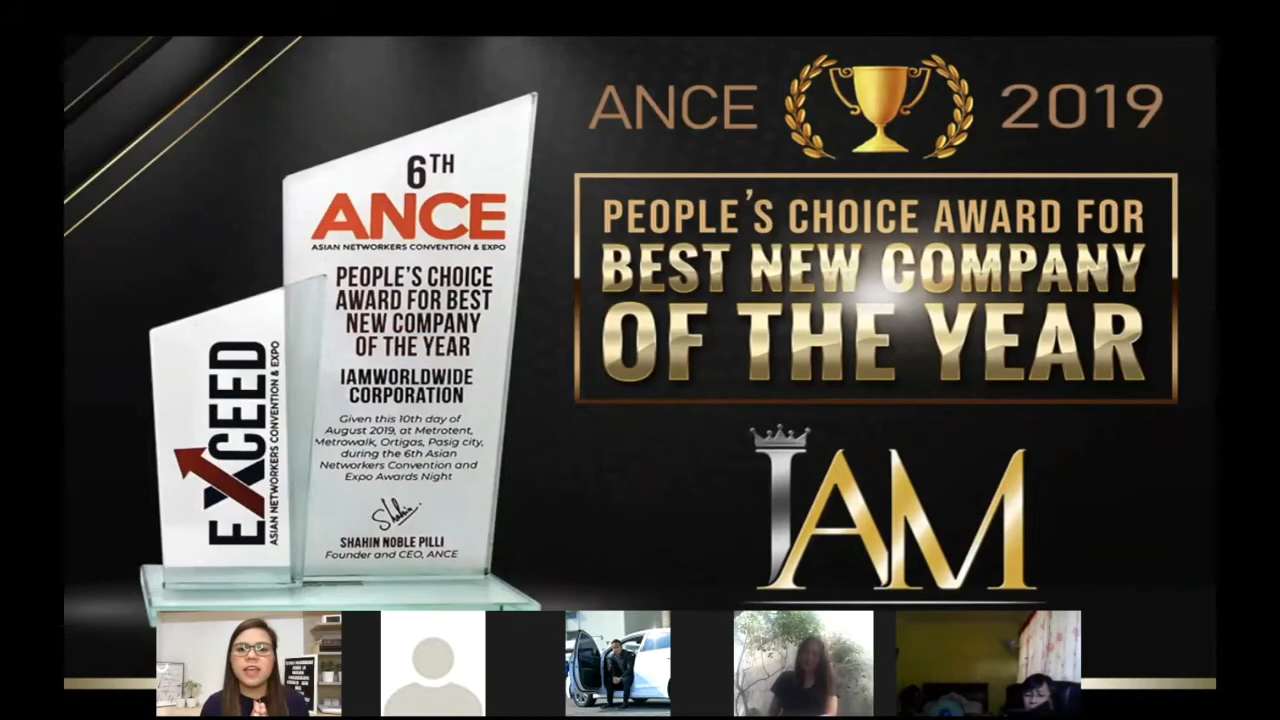 6TH
ANCE
ASIAN NETWORKERS CONVENTION & EXPO
PEOPLE'S CHOICE
AWARD FOR BEST
NEW COMPANY
OF THE YEAR
IAMWORLDWIDE
CORPORATION
Given this 10th day of
August 2019, at Metrotent,
Metrowalk, Ortigas, Pasig city,
during the 6th Asian
Networkers Convention and
Expo Awards Night
Shahin
SHAHIN NOBLE PILLI
Founder and CEO, ANCE
EXCEED
ASIAN NETWORKERS CONVENTION & EXPO
ANCE 2019
PEOPLE'S CHOICE AWARD FOR
BEST NEW COMPANY
OF THE YEAR
IAM